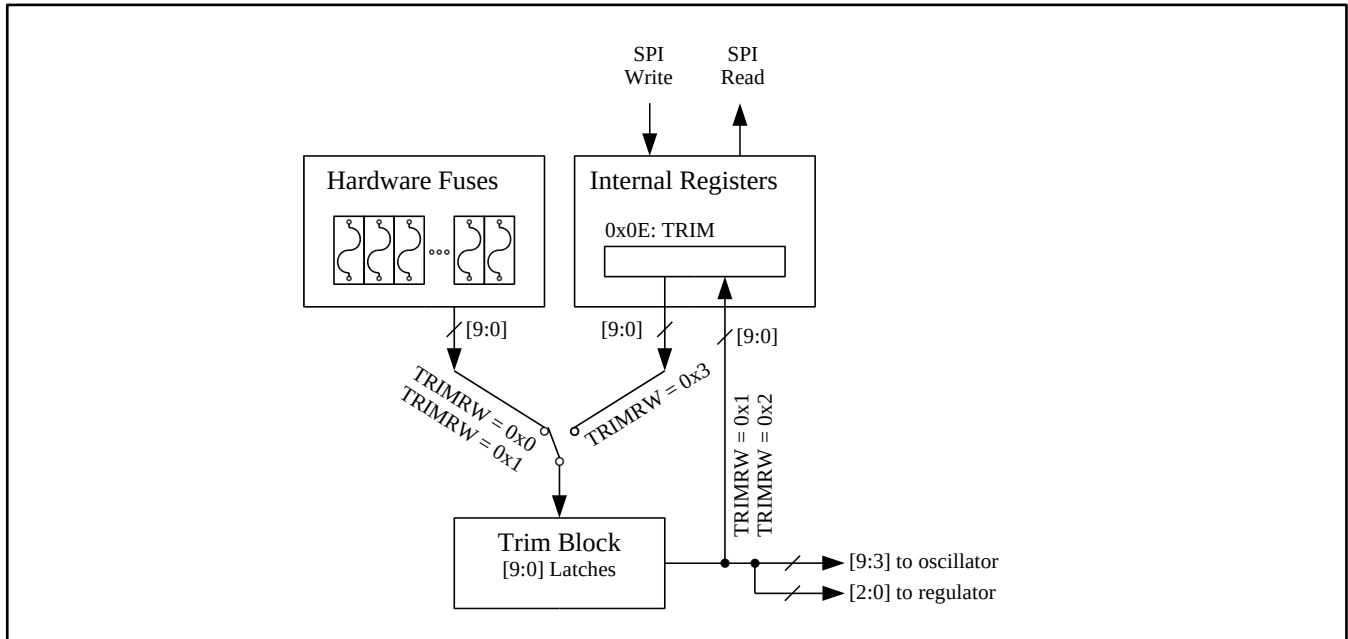 SPI
Write
SPI
Read
Hardware Fuses
Internal Registers
0x0E: TRIM
[9:0]
[9:0]
[9:0]
TRIMRW = 0x0
TRIMRW = 0x1
TRIMRW = 0x3
TRIMRW = 0x1
TRIMRW = 0x2
Trim Block
[9:0] Latches
[9:3] to oscillator
[2:0] to regulator